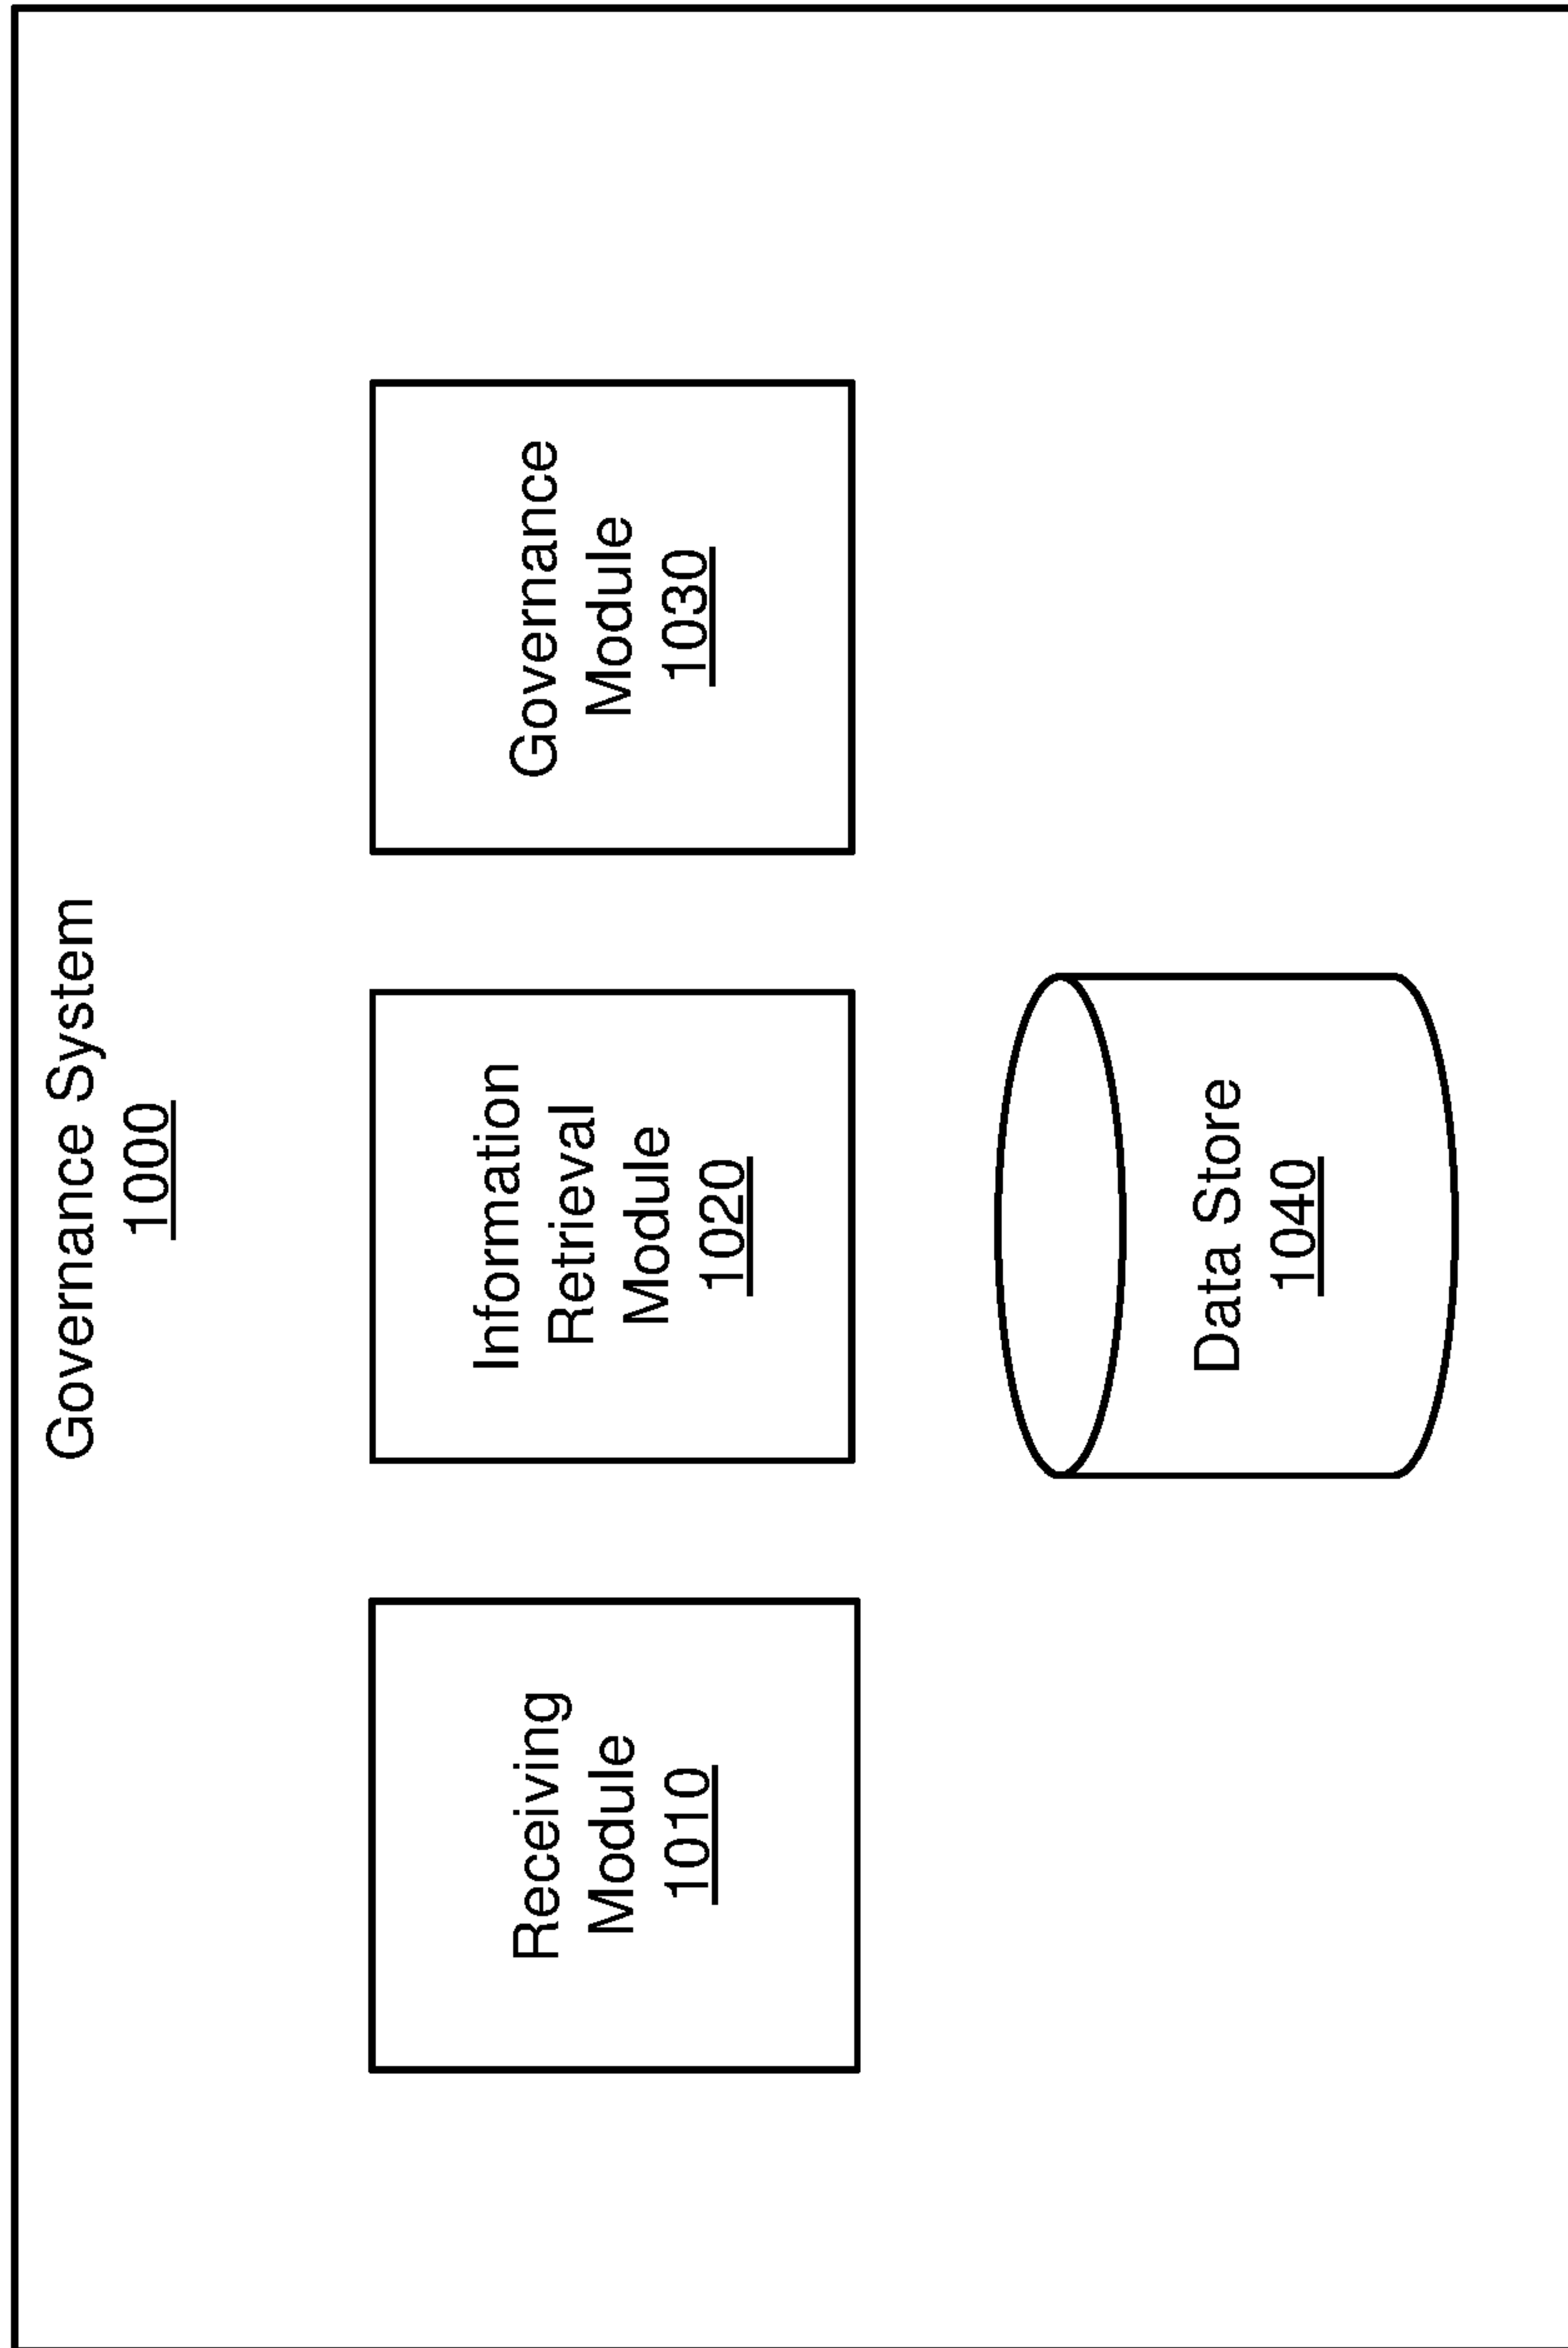 Governance System
1000
Receiving
Module
1010
Information
Retrieval
Module
1020
Governance
Module
1030
Data Store
1040